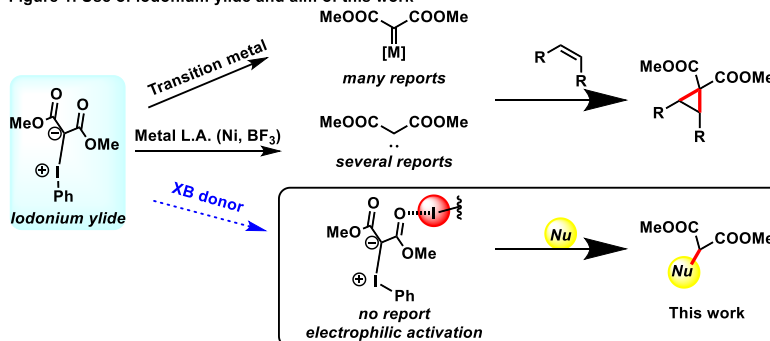 Figure 1. Use of iodonium ylide and aim of this work
MeOOC COOMe
[M]
many reports
Transition metal
R
R
MeOOC
COOMe
R
R
O O
MeO
OMe
I
Ph
Iodonium ylide
Metal L.A. (Ni, BF3)
MeOOC COOMe
several reports
XB donor
O O
I
MeO
OMe
I
Ph
no report
electrophilic activation
Nu
MeOOC
COOMe
Nu
This work